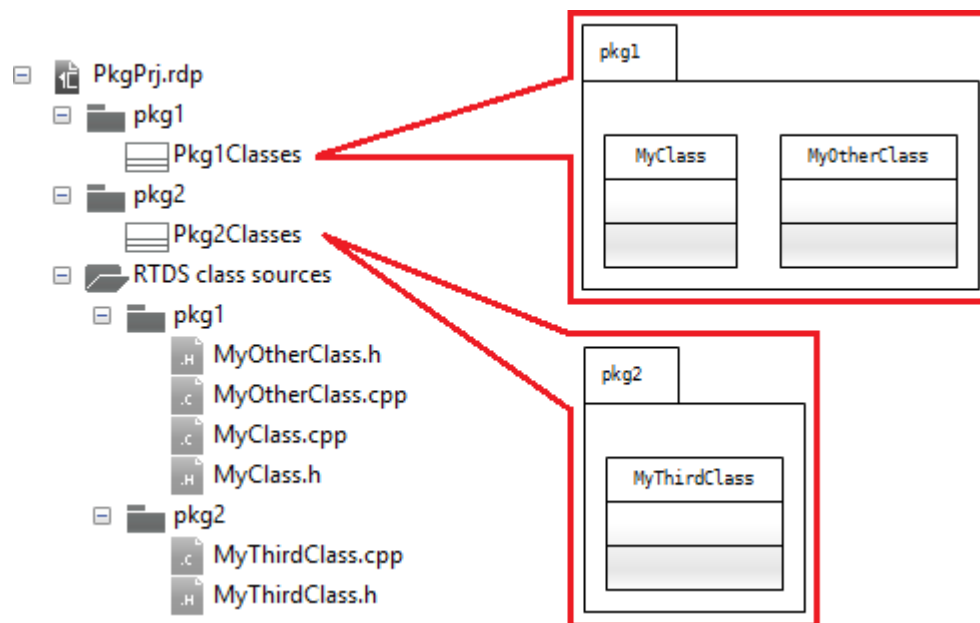 PkgPrj.rdp
pkg1
Pkg1Classes
pkg2
Pkg2Classes
RTDS class sources
pkg1
.H MyOtherClass.h
.c MyOtherClass.cpp
.c MyClass.cpp
.H MyClass.h
pkg2
.c MyThirdClass.cpp
.H MyThirdClass.h
pkg1
MyClass MyOtherClass
pkg2
MyThirdClass